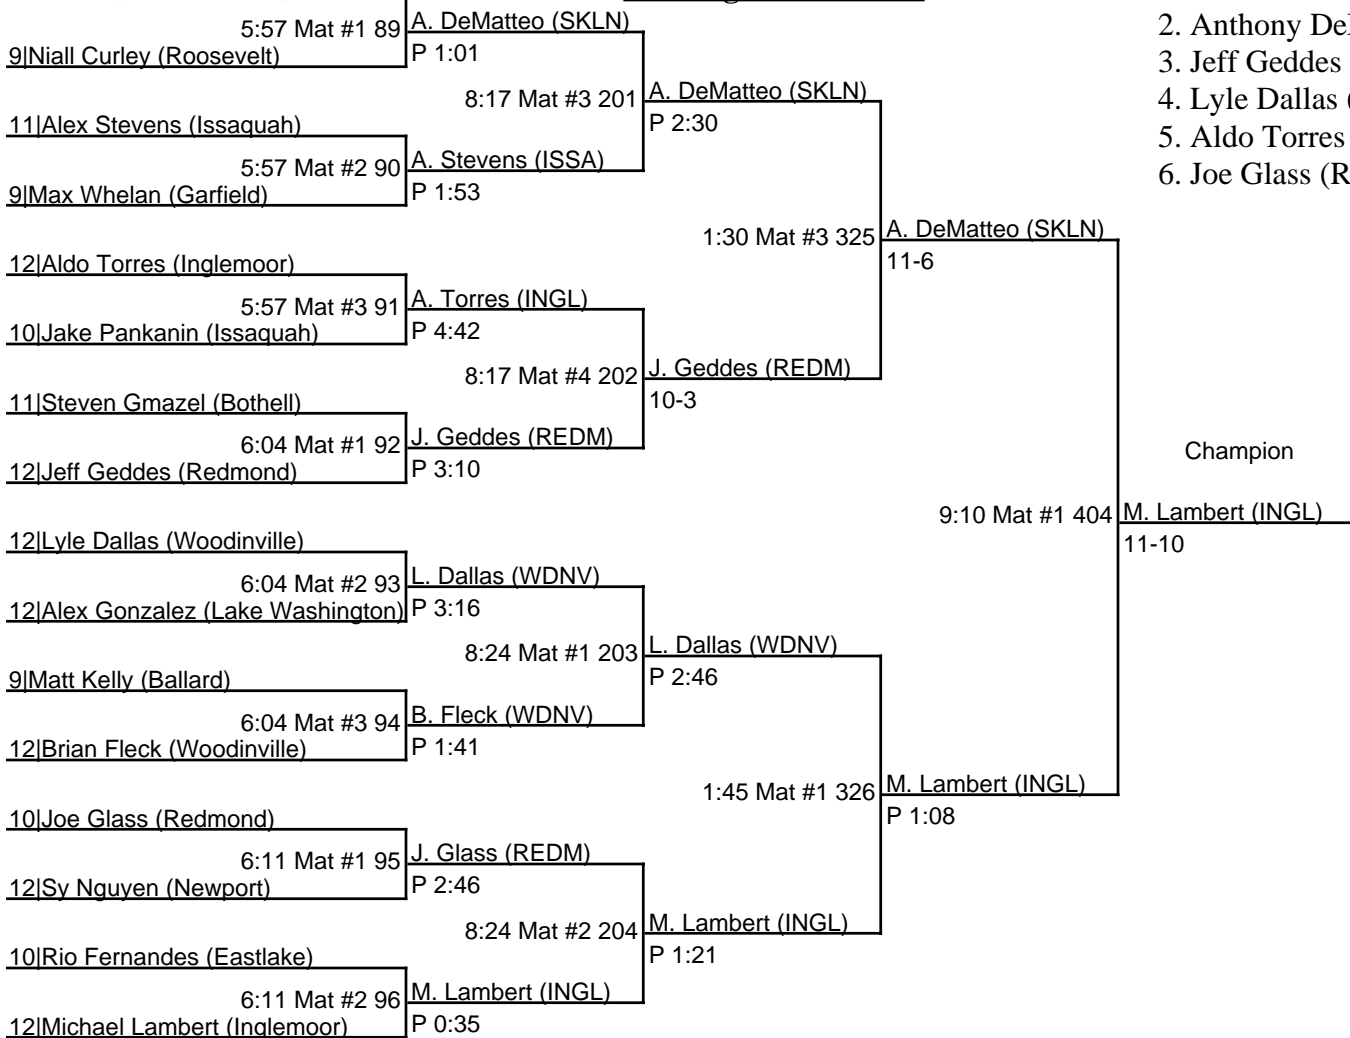 5:57 Mat #1 89
A. DeMatteo (SKLN)
9|Niall Curley (Roosevelt)
P 1:01
8:17 Mat #3 201
A. DeMatteo (SKLN)
P 2:30
11|Alex Stevens (Issaquah)
5:57 Mat #2 90
A. Stevens (ISSA)
9|Max Whelan (Garfield)
P 1:53
1:30 Mat #3 325
A. DeMatteo (SKLN)
11-6
12|Aldo Torres (Inglemoor)
5:57 Mat #3 91
A. Torres (INGL)
10|Jake Pankanin (Issaquah)
P 4:42
8:17 Mat #4 202
J. Geddes (REDM)
10-3
11|Steven Gmazel (Bothell)
6:04 Mat #1 92
J. Geddes (REDM)
12|Jeff Geddes (Redmond)
P 3:10
Champion
9:10 Mat #1 404
M. Lambert (INGL)
11-10
12|Lyle Dallas (Woodinville)
6:04 Mat #2 93
L. Dallas (WDNV)
12|Alex Gonzalez (Lake Washington)
P 3:16
8:24 Mat #1 203
L. Dallas (WDNV)
P 2:46
9|Matt Kelly (Ballard)
6:04 Mat #3 94
B. Fleck (WDNV)
12|Brian Fleck (Woodinville)
P 1:41
1:45 Mat #1 326
M. Lambert (INGL)
P 1:08
10|Joe Glass (Redmond)
6:11 Mat #1 95
J. Glass (REDM)
12|Sy Nguyen (Newport)
P 2:46
8:24 Mat #2 204
M. Lambert (INGL)
P 1:21
10|Rio Fernandes (Eastlake)
6:11 Mat #2 96
M. Lambert (INGL)
12|Michael Lambert (Inglemoor)
P 0:35
2. Anthony De
3. Jeff Geddes
4. Lyle Dallas (
5. Aldo Torres
6. Joe Glass (R